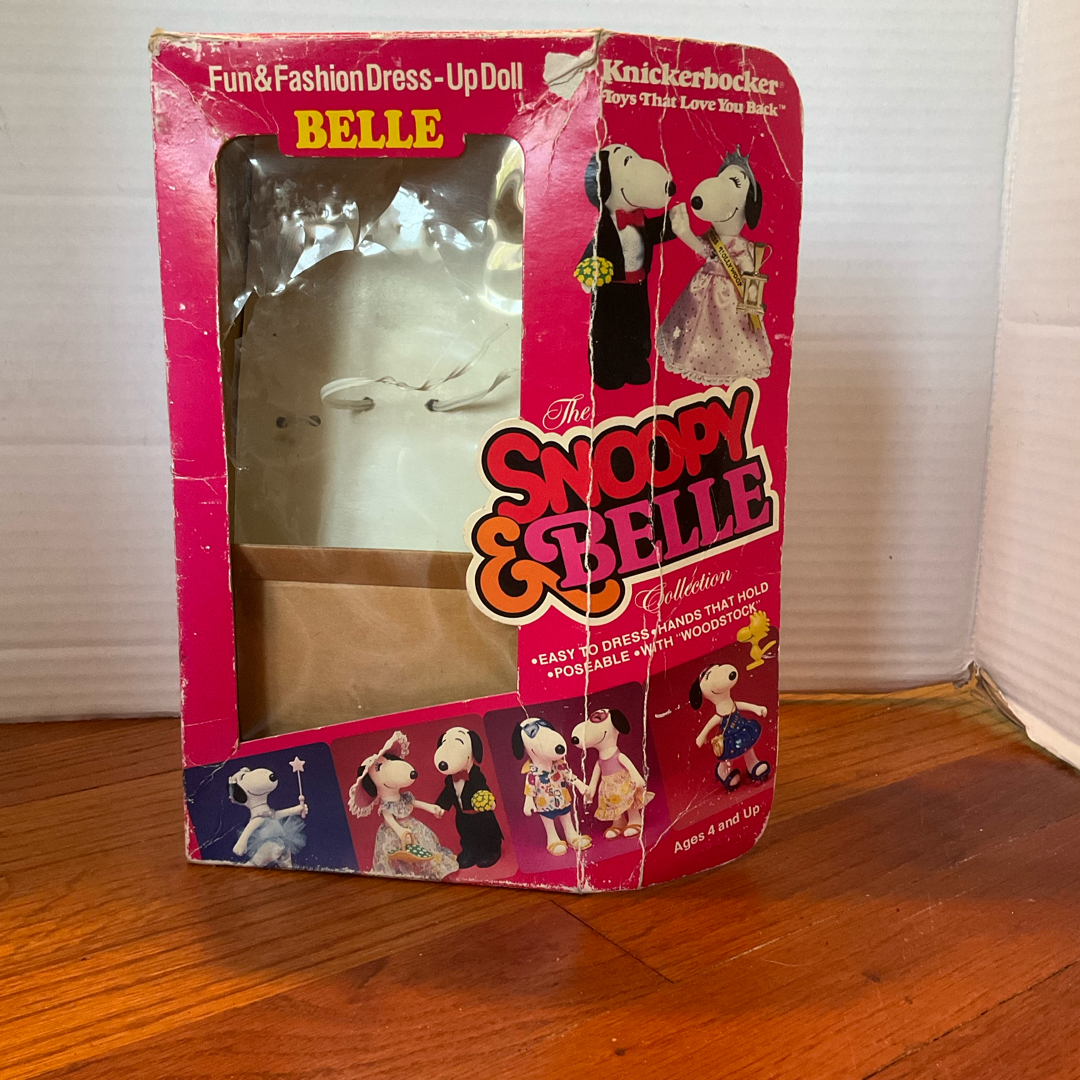 Fun & Fashion Dress-Up Doll
BELLE
Knickerbocker®
Toys That Love You Back™
HOLLYWOOD
The
SNOOPY
& BELLE
Collection
•EASY TO DRESS •HANDS THAT HOLD
•POSEABLE •WITH "WOODSTOCK"
Ages 4 and Up